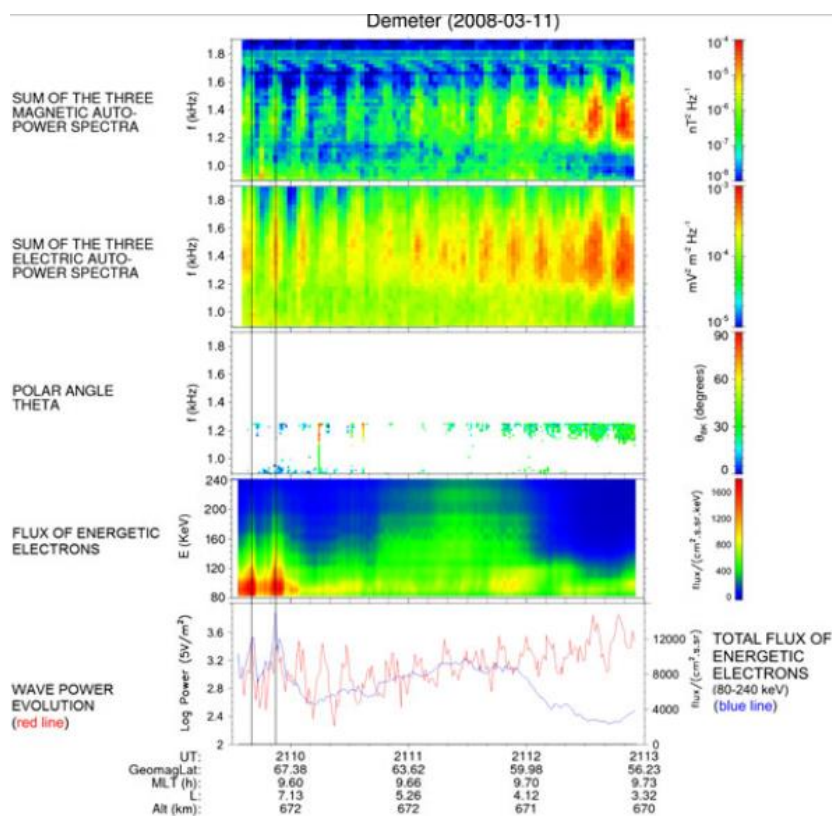 Demeter (2008-03-11)
SUM OF THE THREE
MAGNETIC AUTO-
POWER SPECTRA
f (kHz)
1.8
1.6
1.4
1.2
1.0
10⁻⁴
10⁻⁵
10⁻⁶
10⁻⁷
10⁻⁸
nT² Hz⁻¹
SUM OF THE THREE
ELECTRIC AUTO-
POWER SPECTRA
f (kHz)
1.8
1.6
1.4
1.2
1.0
10⁻³
10⁻⁴
10⁻⁵
mV² m⁻² Hz⁻¹
POLAR ANGLE
THETA
f (kHz)
1.8
1.6
1.4
1.2
1.0
90
60
30
0
(degrees)
FLUX OF ENERGETIC
ELECTRONS
E (KeV)
240
200
160
120
80
1600
1200
800
400
0
flux/(cm².s.sr.keV)
WAVE POWER
EVOLUTION
(red line)
Log Power (5V/m²)
3.6
3.2
2.8
2.4
2
12000
8000
4000
0
flux/(cm².s.sr)
TOTAL FLUX OF
ENERGETIC
ELECTRONS
(80-240 keV)
(blue line)
UT: 2110 2111 2112 2113
GeomagLat: 67.38 63.62 59.98 56.23
MLT (h): 9.60 9.66 9.70 9.73
L: 7.13 5.26 4.12 3.32
Alt (km): 672 672 671 670